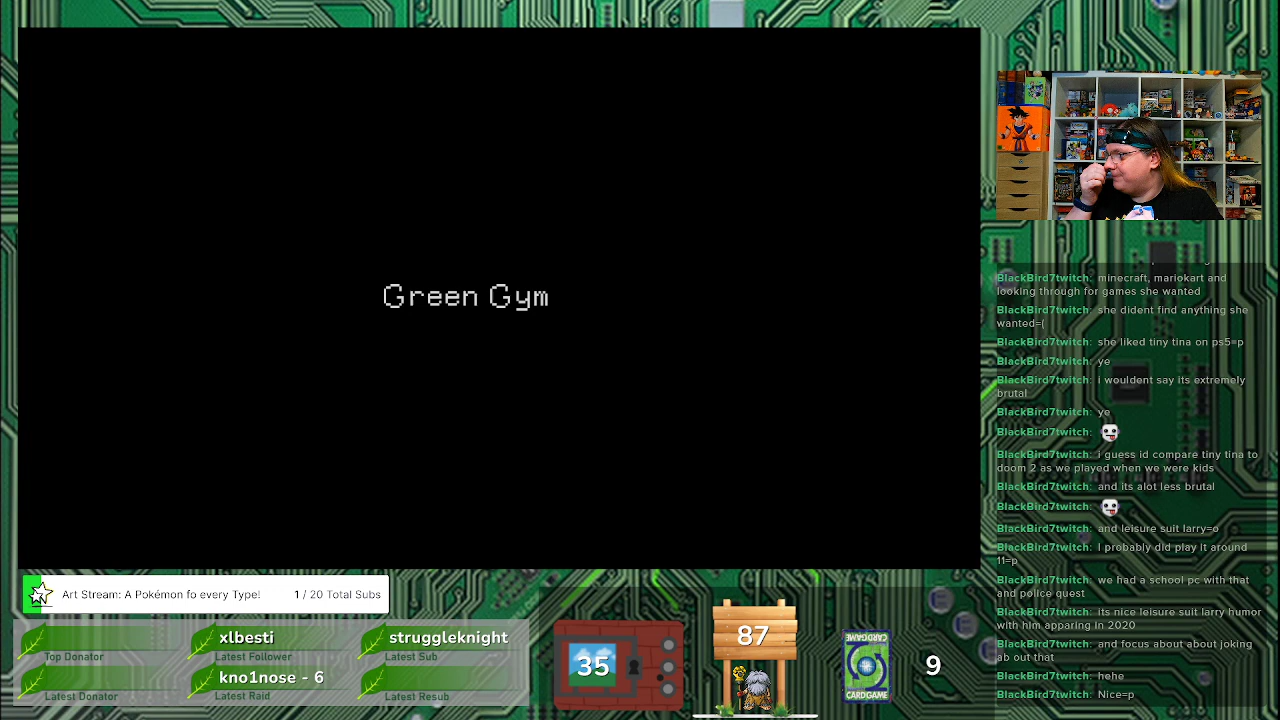 Green Gym
BlackBird7twitch: minecraft, mariokart and
looking through for games she wanted
BlackBird7twitch: she dident find anything she
wanted=(
BlackBird7twitch: she liked tiny tina on ps5=p
BlackBird7twitch: ye
BlackBird7twitch: i wouldent say its extremely
brutal
BlackBird7twitch: ye
BlackBird7twitch:
BlackBird7twitch: i guess id compare tiny tina to
doom 2 as we played when we were kids
BlackBird7twitch: and its alot less brutal
BlackBird7twitch:
BlackBird7twitch: and leisure suit larry=o
BlackBird7twitch: I probably did play it around
11=p
BlackBird7twitch: we had a school pc with that
and police quest
BlackBird7twitch: Its nice leisure suit larry humor
with him apparing in 2020
BlackBird7twitch: and focus about about joking
ab out that
BlackBird7twitch: hehe
BlackBird7twitch: Nice=p
Art Stream: A Pokémon fo every Type! 1 / 20 Total Subs
Top Donator
xlbesti
Latest Follower
struggleknight
Latest Sub
Latest Donator
kno1nose - 6
Latest Raid
Latest Resub
35
87
CARDGAME
CARDGAME
9